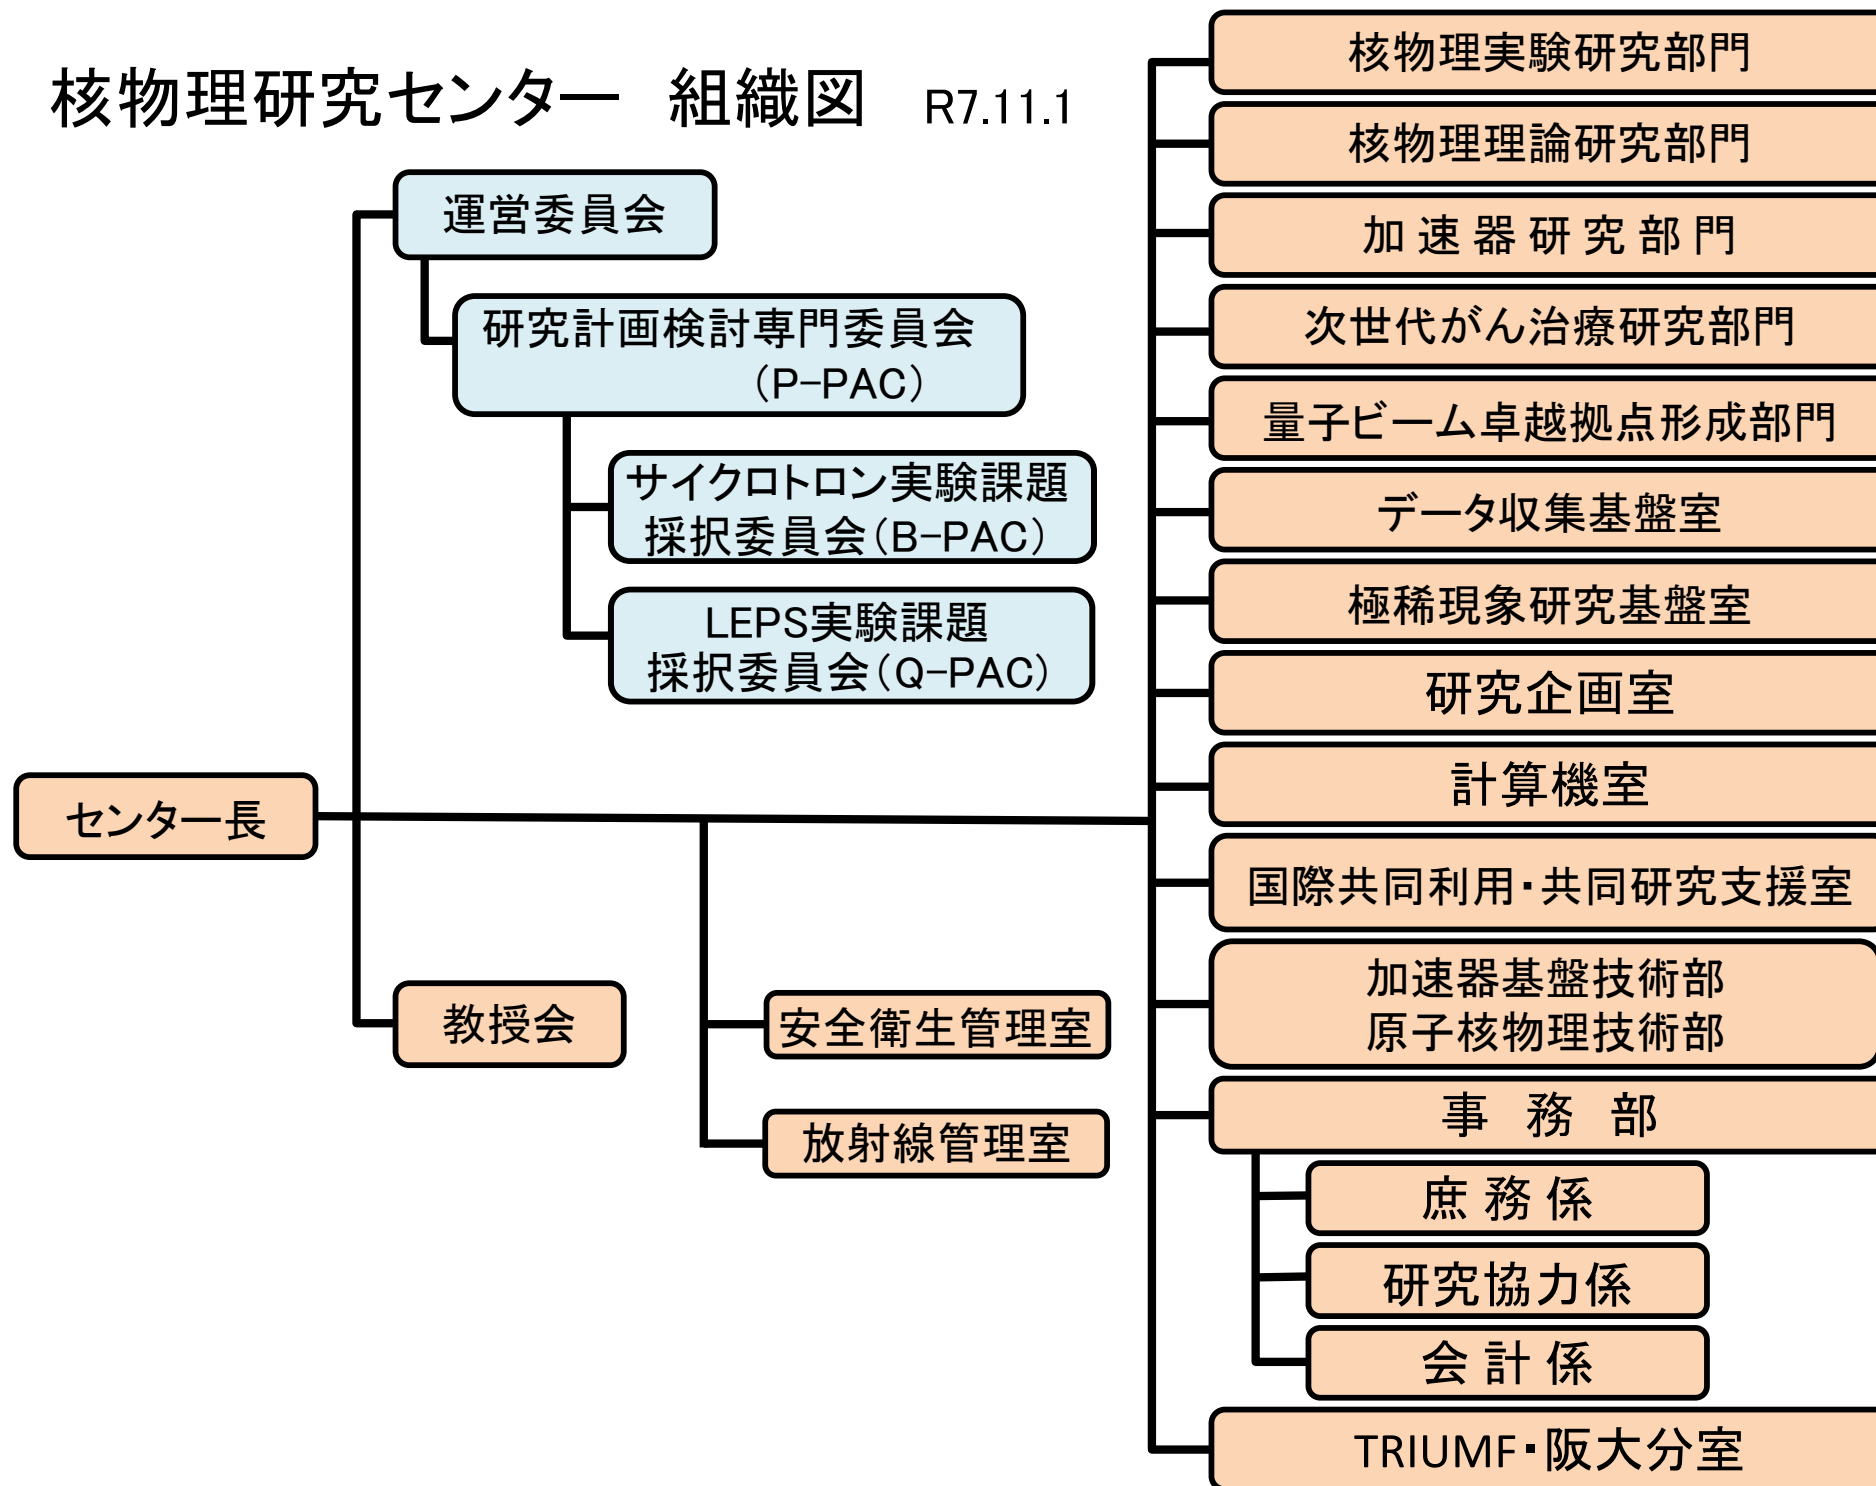 核物理研究センター　組織図　R7.11.1
運営委員会
研究計画検討専門委員会
（P-PAC）
サイクロトロン実験課題
採択委員会（B-PAC）
LEPS実験課題
採択委員会（Q-PAC）
センター長
教授会
安全衛生管理室
放射線管理室
核物理実験研究部門
核物理理論研究部門
加速器研究部門
次世代がん治療研究部門
量子ビーム卓越拠点形成部門
データ収集基盤室
極稀現象研究基盤室
研究企画室
計算機室
国際共同利用・共同研究支援室
加速器基盤技術部
原子核物理技術部
事　務　部
庶務係
研究協力係
会計係
TRIUMF・阪大分室